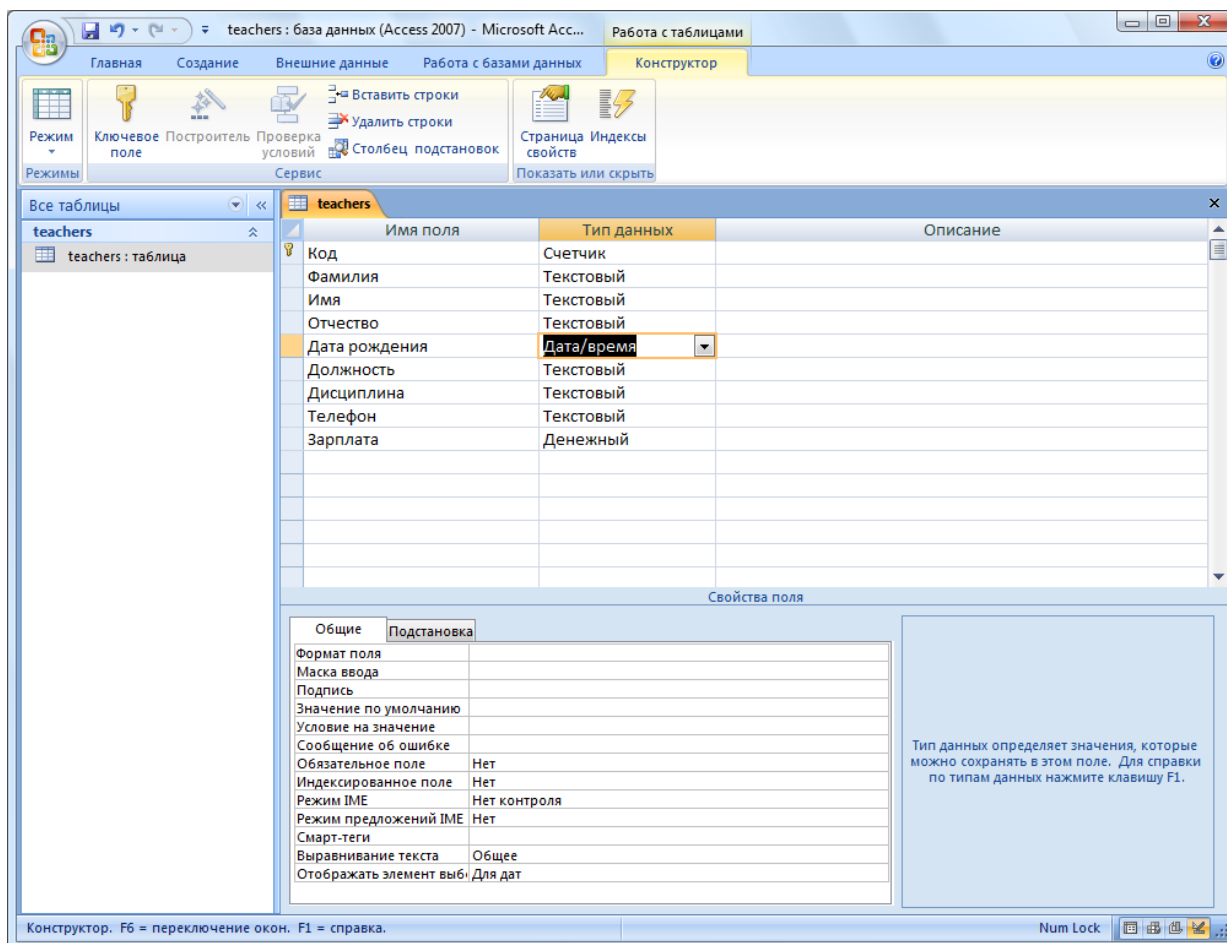 teachers : база данных (Access 2007) - Microsoft Acc...
Работа с таблицами
Главная Создание Внешние данные Работа с базами данных Конструктор
Режим
Ключевое поле
Построитель
Проверка условий
Вставить строки
Удалить строки
Столбец подстановок
Страница свойств
Индексы
Режимы Сервис Показать или скрыть
Все таблицы
teachers
teachers : таблица
teachers
Имя поля Тип данных Описание
Код Счетчик
Фамилия Текстовый
Имя Текстовый
Отчество Текстовый
Дата рождения Дата/время
Должность Текстовый
Дисциплина Текстовый
Телефон Текстовый
Зарплата Денежный
Свойства поля
Общие Подстановка
Формат поля
Маска ввода
Подпись
Значение по умолчанию
Условие на значение
Сообщение об ошибке
Обязательное поле Нет
Индексированное поле Нет
Режим IME Нет контроля
Режим предложений IME Нет
Смарт-теги
Выравнивание текста Общее
Отображать элемент выб Для дат
Тип данных определяет значения, которые
можно сохранять в этом поле. Для справки
по типам данных нажмите клавишу F1.
Конструктор. F6 = переключение окон. F1 = справка. Num Lock